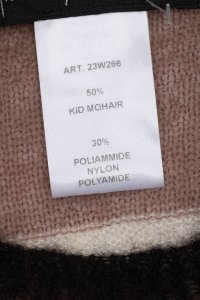 ART. 23W266
50%
KID MOHAIR
30%
POLIAMMIDE
NYLON
POLYAMIDE